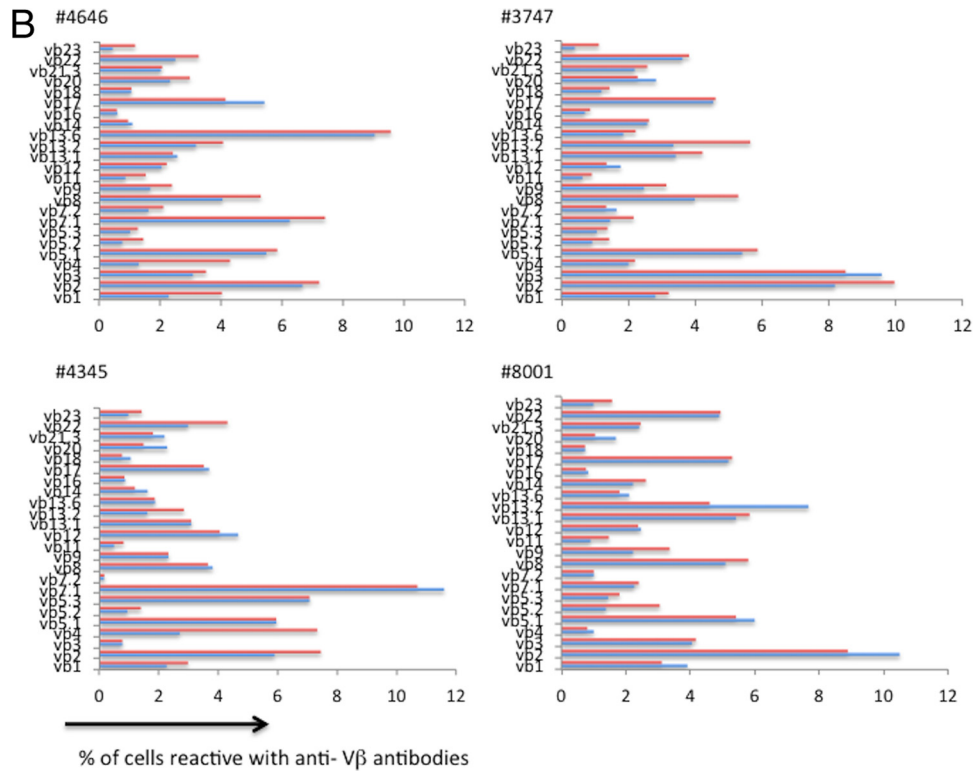 B
#4646
vb23
vb22
vb21.3
vb20
vb18
vb17
vb16
vb14
vb13.6
vb13.2
vb13.1
vb12
vb11
vb9
vb8
vb7.2
vb7.1
vb5.3
vb5.2
vb5.1
vb4
vb3
vb2
vb1
0 2 4 6 8 10 12
#3747
vb23
vb22
vb21.3
vb20
vb18
vb17
vb16
vb14
vb13.6
vb13.2
vb13.1
vb12
vb11
vb9
vb8
vb7.2
vb7.1
vb5.3
vb5.2
vb5.1
vb4
vb3
vb2
vb1
0 2 4 6 8 10 12
#4345
vb23
vb22
vb21.3
vb20
vb18
vb17
vb16
vb14
vb13.6
vb13.2
vb13.1
vb12
vb11
vb9
vb8
vb7.2
vb7.1
vb5.3
vb5.2
vb5.1
vb4
vb3
vb2
vb1
0 2 4 6 8 10 12
#8001
vb23
vb22
vb21.3
vb20
vb18
vb17
vb16
vb14
vb13.6
vb13.2
vb13.1
vb12
vb11
vb9
vb8
vb7.2
vb7.1
vb5.3
vb5.2
vb5.1
vb4
vb3
vb2
vb1
0 2 4 6 8 10 12
% of cells reactive with anti- Vβ antibodies